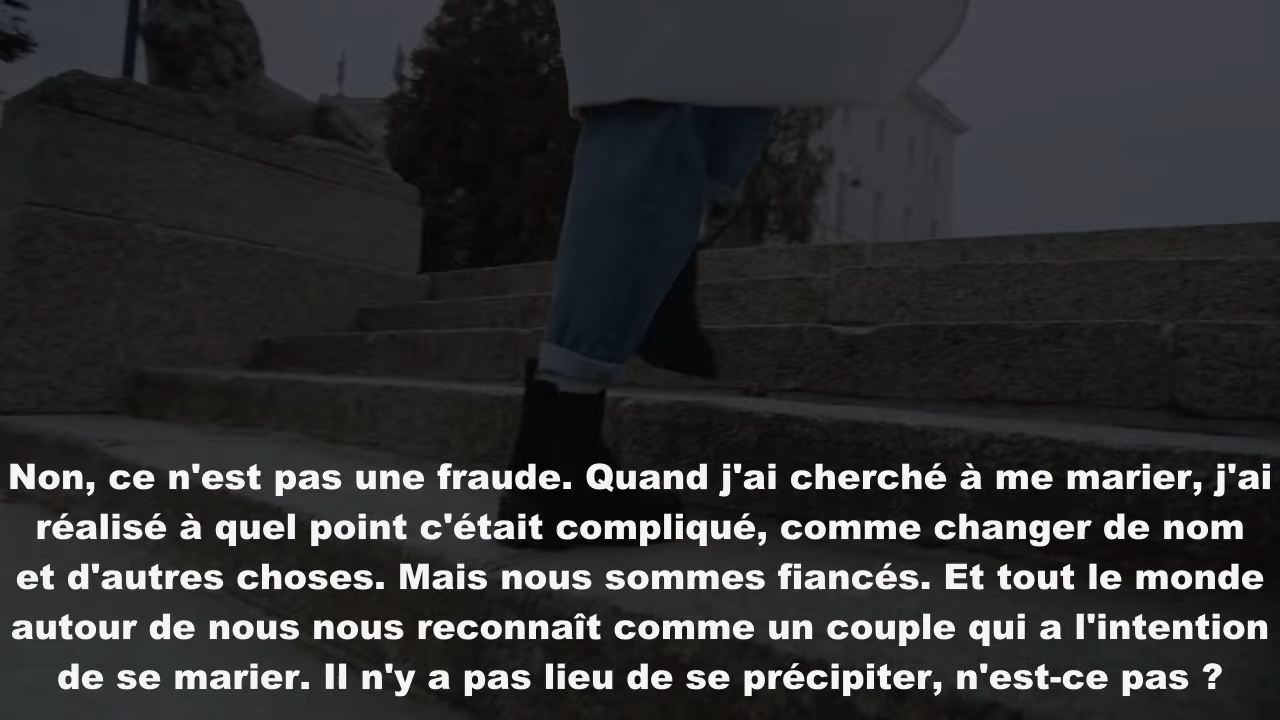 Non, ce n'est pas une fraude. Quand j'ai cherché à me marier, j'ai
réalisé à quel point c'était compliqué, comme changer de nom
et d'autres choses. Mais nous sommes fiancés. Et tout le monde
autour de nous nous reconnaît comme un couple qui a l'intention
de se marier. Il n'y a pas lieu de se précipiter, n'est-ce pas ?